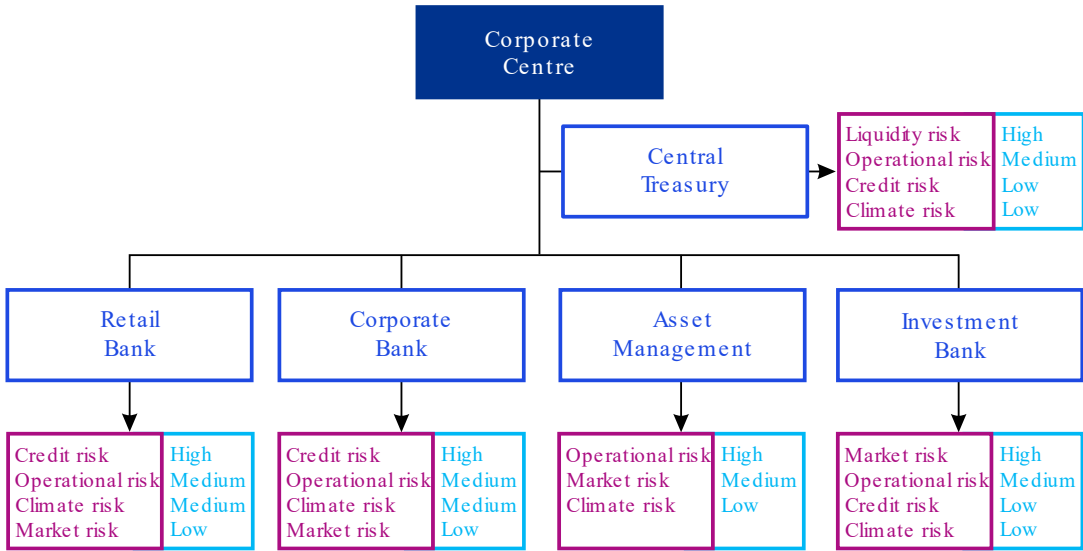 Corporate
Centre
Central
Treasury
Liquidity risk High
Operational risk Medium
Credit risk Low
Climate risk Low
Retail
Bank
Corporate
Bank
Asset
Management
Investment
Bank
Credit risk High
Operational risk Medium
Climate risk Medium
Market risk Low
Credit risk High
Operational risk Medium
Climate risk Medium
Market risk Low
Operational risk High
Market risk Medium
Climate risk Low
Market risk High
Operational risk Medium
Credit risk Low
Climate risk Low